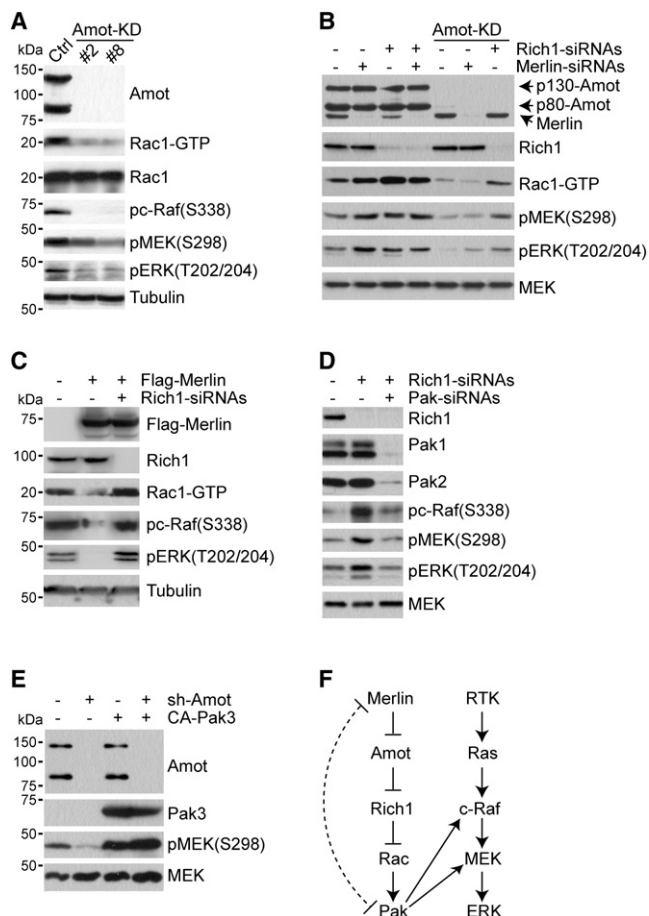 A
Amot-KD
kDa Ctrl #2 #8
150
100
75
Amot
20
Rac1-GTP
20
Rac1
75
pc-Raf(S338)
50
pMEK(S298)
50
pERK(T202/204)
50
Tubulin
B
Amot-KD
- - + + - - + Rich1-siRNAs
- + - + - + - Merlin-siRNAs
p130-Amot
p80-Amot
Merlin
Rich1
Rac1-GTP
pMEK(S298)
pERK(T202/204)
MEK
C
- + + Flag-Merlin
- - + Rich1-siRNAs
kDa
75
Flag-Merlin
100
Rich1
20
Rac1-GTP
75
pc-Raf(S338)
50
pERK(T202/204)
50
Tubulin
D
- + + Rich1-siRNAs
- - + Pak-siRNAs
Rich1
Pak1
Pak2
pc-Raf(S338)
pMEK(S298)
pERK(T202/204)
MEK
E
- + - + sh-Amot
- - + + CA-Pak3
kDa
150
100
75
Amot
75
Pak3
50
pMEK(S298)
50
MEK
F
Merlin RTK
Amot Ras
Rich1 c-Raf
Rac MEK
Pak ERK